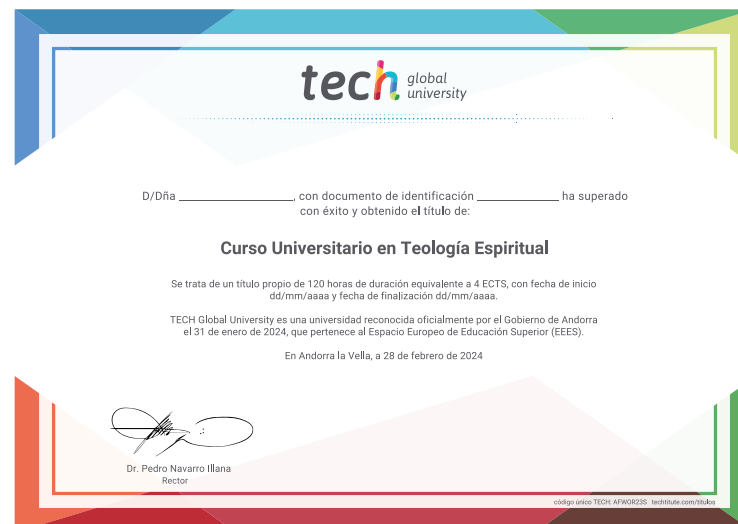 tech global
university
D/Dña ____________________, con documento de identificación ______________ ha superado
con éxito y obtenido el título de:
Curso Universitario en Teología Espiritual
Se trata de un título propio de 120 horas de duración equivalente a 4 ECTS, con fecha de inicio
dd/mm/aaaa y fecha de finalización dd/mm/aaaa.
TECH Global University es una universidad reconocida oficialmente por el Gobierno de Andorra
el 31 de enero de 2024, que pertenece al Espacio Europeo de Educación Superior (EEES).
En Andorra la Vella, a 28 de febrero de 2024
Dr. Pedro Navarro Illana
Rector
código único TECH: AFWOR23S techtitute.com/titulos